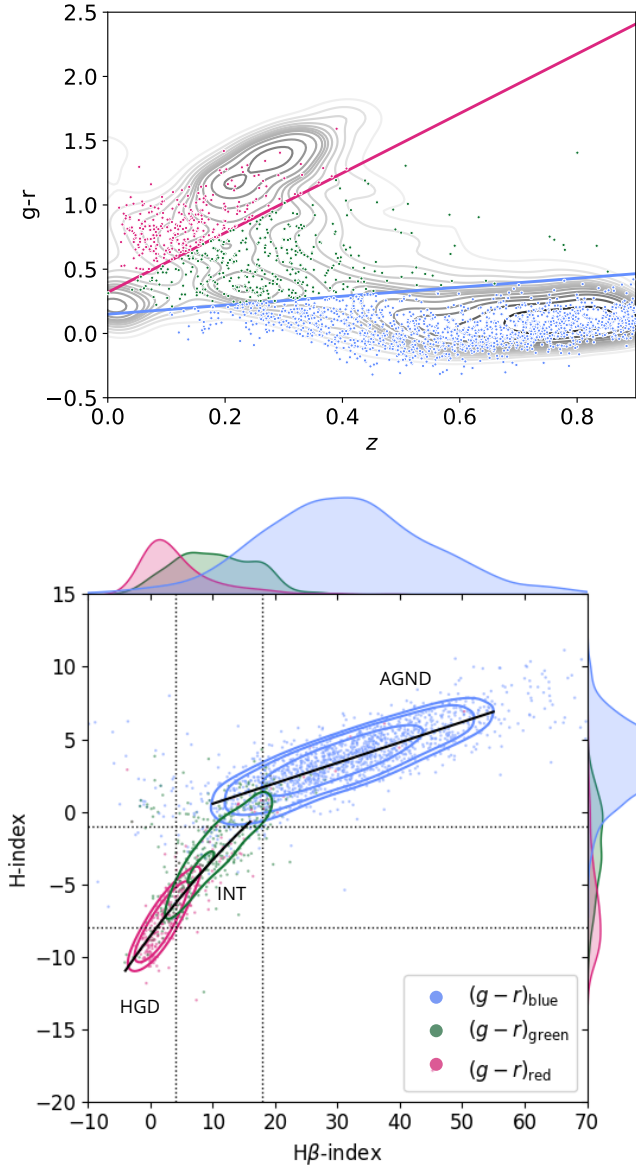 2.5
2.0
1.5
1.0
0.5
0.0
−0.5
g-r
0.0 0.2 0.4 0.6 0.8
z
15
10
5
0
−5
−10
−15
−20
H-index
AGND
INT
HGD
(g − r)blue
(g − r)green
(g − r)red
−10 0 10 20 30 40 50 60 70
Hβ-index